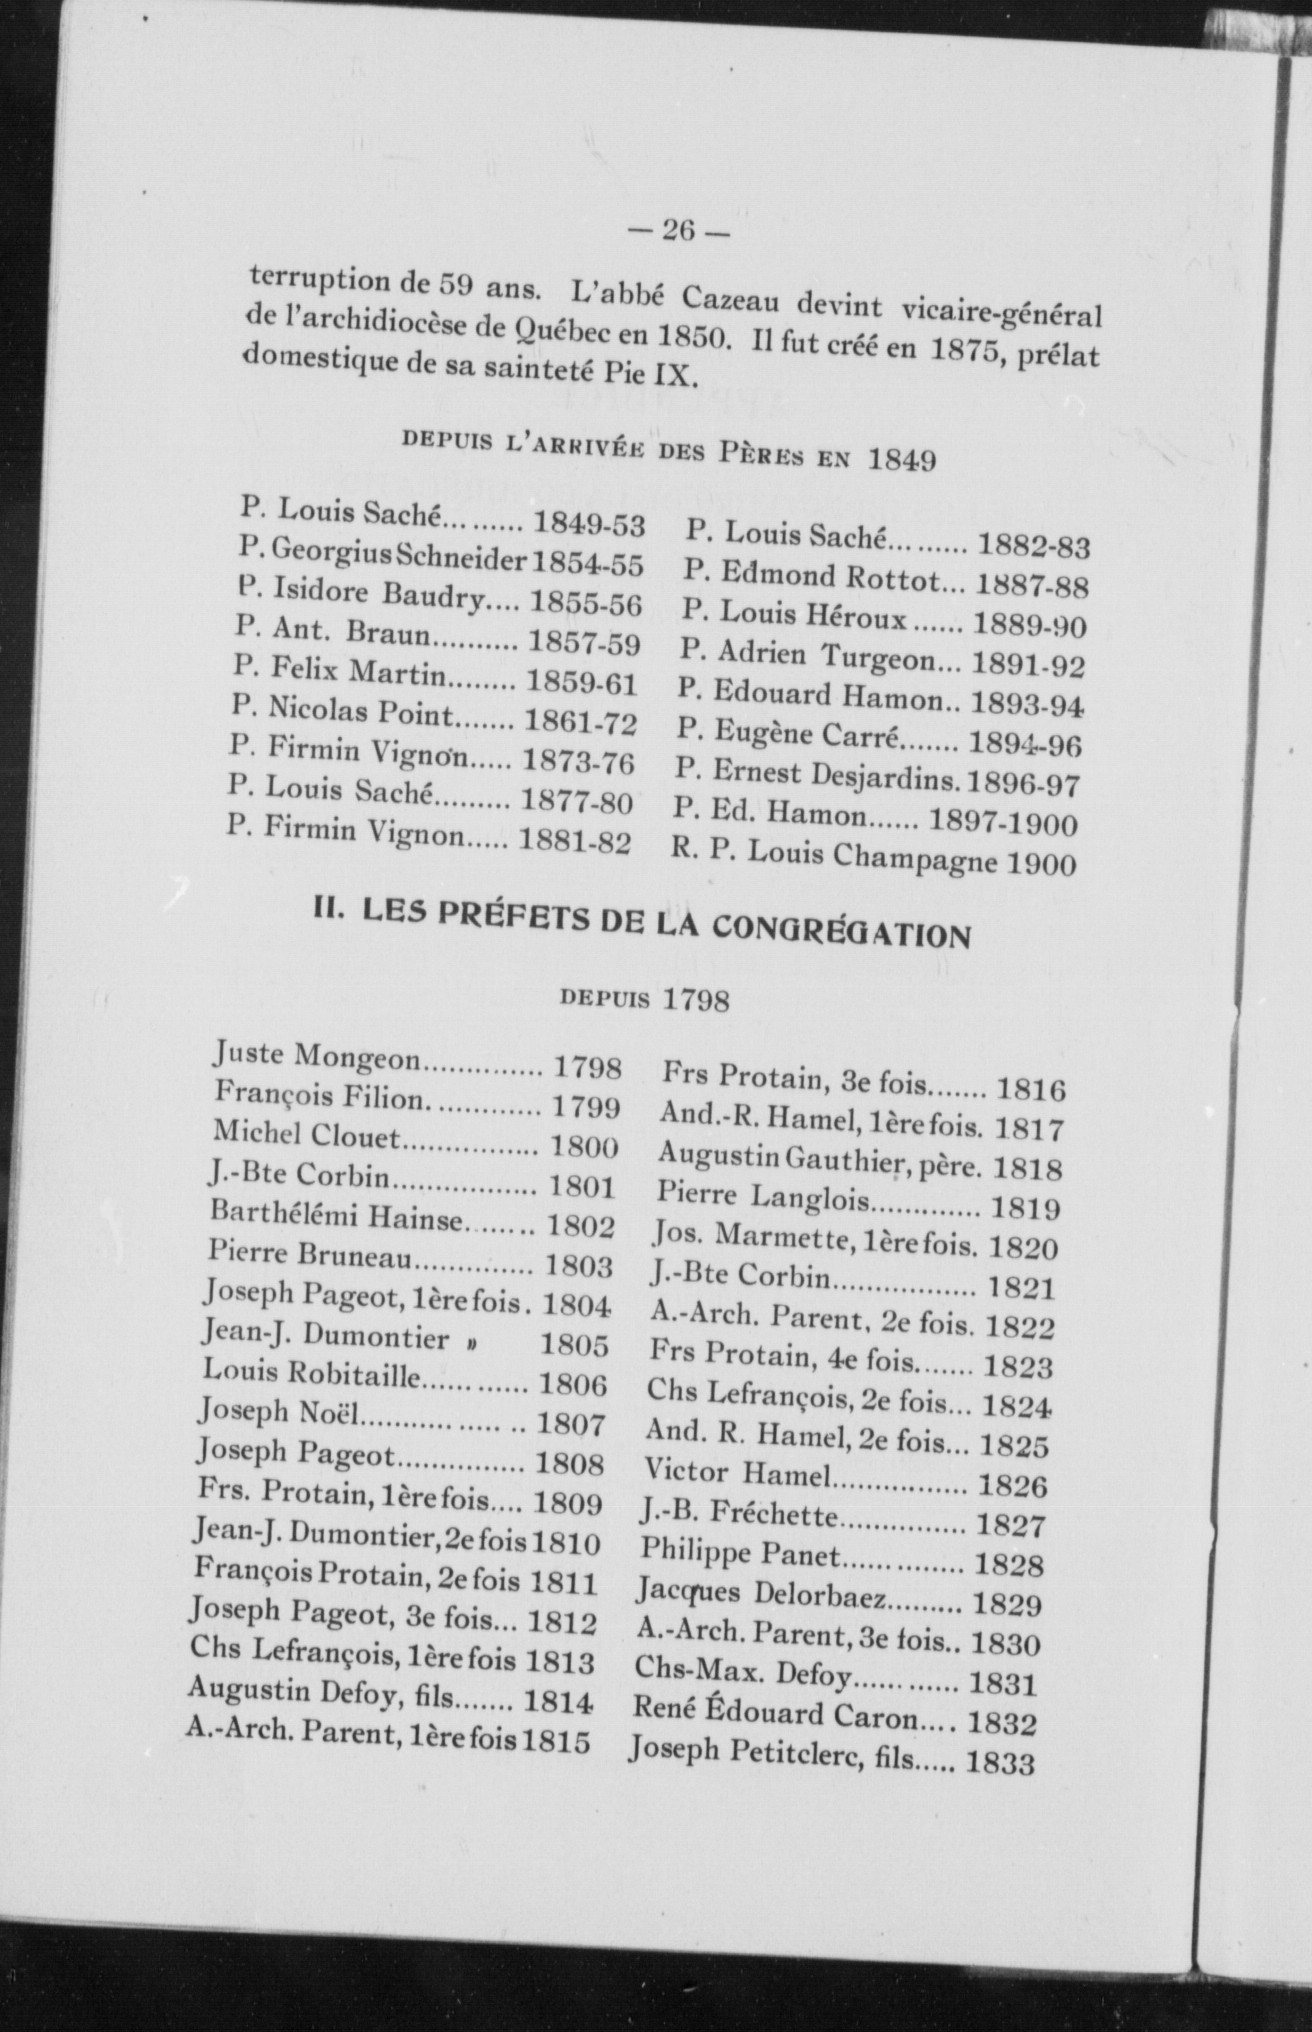 — 26 —
terruption de 59 ans. L'abbé Cazeau devint vicaire-général
de l'archidiocèse de Québec en 1850. Il fut créé en 1875, prélat
domestique de sa sainteté Pie IX.
DEPUIS L'ARRIVÉE DES PÈRES EN 1849
P. Louis Saché......... 1849-53
P. Georgius Schneider 1854-55
P. Isidore Baudry.... 1855-56
P. Ant. Braun.......... 1857-59
P. Felix Martin........ 1859-61
P. Nicolas Point....... 1861-72
P. Firmin Vignon..... 1873-76
P. Louis Saché......... 1877-80
P. Firmin Vignon..... 1881-82
P. Louis Saché......... 1882-83
P. Edmond Rottot... 1887-88
P. Louis Héroux...... 1889-90
P. Adrien Turgeon... 1891-92
P. Edouard Hamon.. 1893-94
P. Eugène Carré....... 1894-96
P. Ernest Desjardins. 1896-97
P. Ed. Hamon...... 1897-1900
R. P. Louis Champagne 1900
II. LES PRÉFETS DE LA CONGRÉGATION
DEPUIS 1798
Juste Mongeon.............. 1798
François Filion............. 1799
Michel Clouet................ 1800
J.-Bte Corbin................. 1801
Barthélémi Hainse........ 1802
Pierre Bruneau.............. 1803
Joseph Pageot, 1ère fois. 1804
Jean-J. Dumontier » 1805
Louis Robitaille............ 1806
Joseph Noël................... 1807
Joseph Pageot............... 1808
Frs. Protain, 1ère fois.... 1809
Jean-J. Dumontier, 2e fois 1810
François Protain, 2e fois 1811
Joseph Pageot, 3e fois... 1812
Chs Lefrançois, 1ère fois 1813
Augustin Defoy, fils....... 1814
A.-Arch. Parent, 1ère fois 1815
Frs Protain, 3e fois....... 1816
And.-R. Hamel, 1ère fois. 1817
Augustin Gauthier, père. 1818
Pierre Langlois............. 1819
Jos. Marmette, 1ère fois. 1820
J.-Bte Corbin................. 1821
A.-Arch. Parent, 2e fois. 1822
Frs Protain, 4e fois....... 1823
Chs Lefrançois, 2e fois... 1824
And. R. Hamel, 2e fois... 1825
Victor Hamel................ 1826
J.-B. Fréchette............... 1827
Philippe Panet.............. 1828
Jacques Delorbaez......... 1829
A.-Arch. Parent, 3e fois.. 1830
Chs-Max. Defoy............ 1831
René Édouard Caron.... 1832
Joseph Petitclerc, fils..... 1833